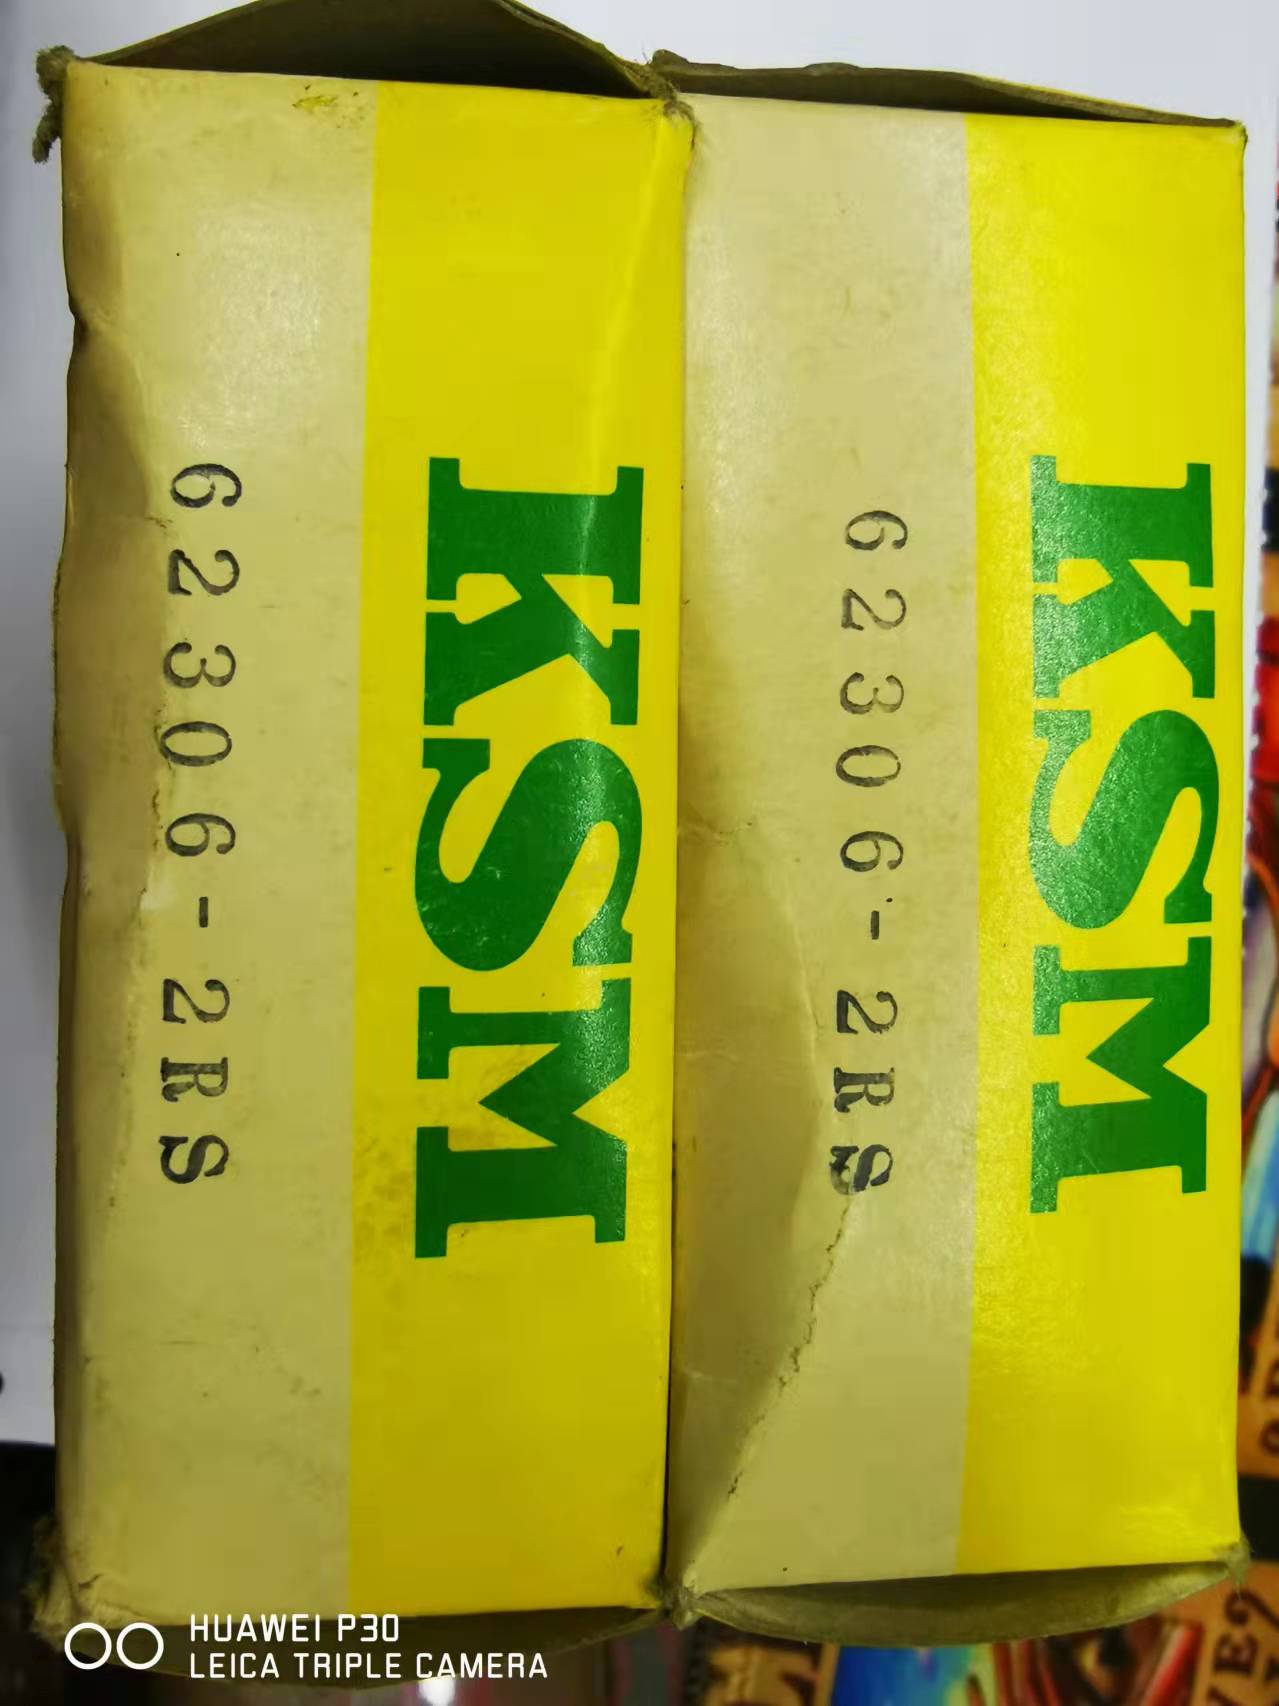 KSM
62306-2RS
KSM
62306-2RS
HUAWEI P30
LEICA TRIPLE CAMERA